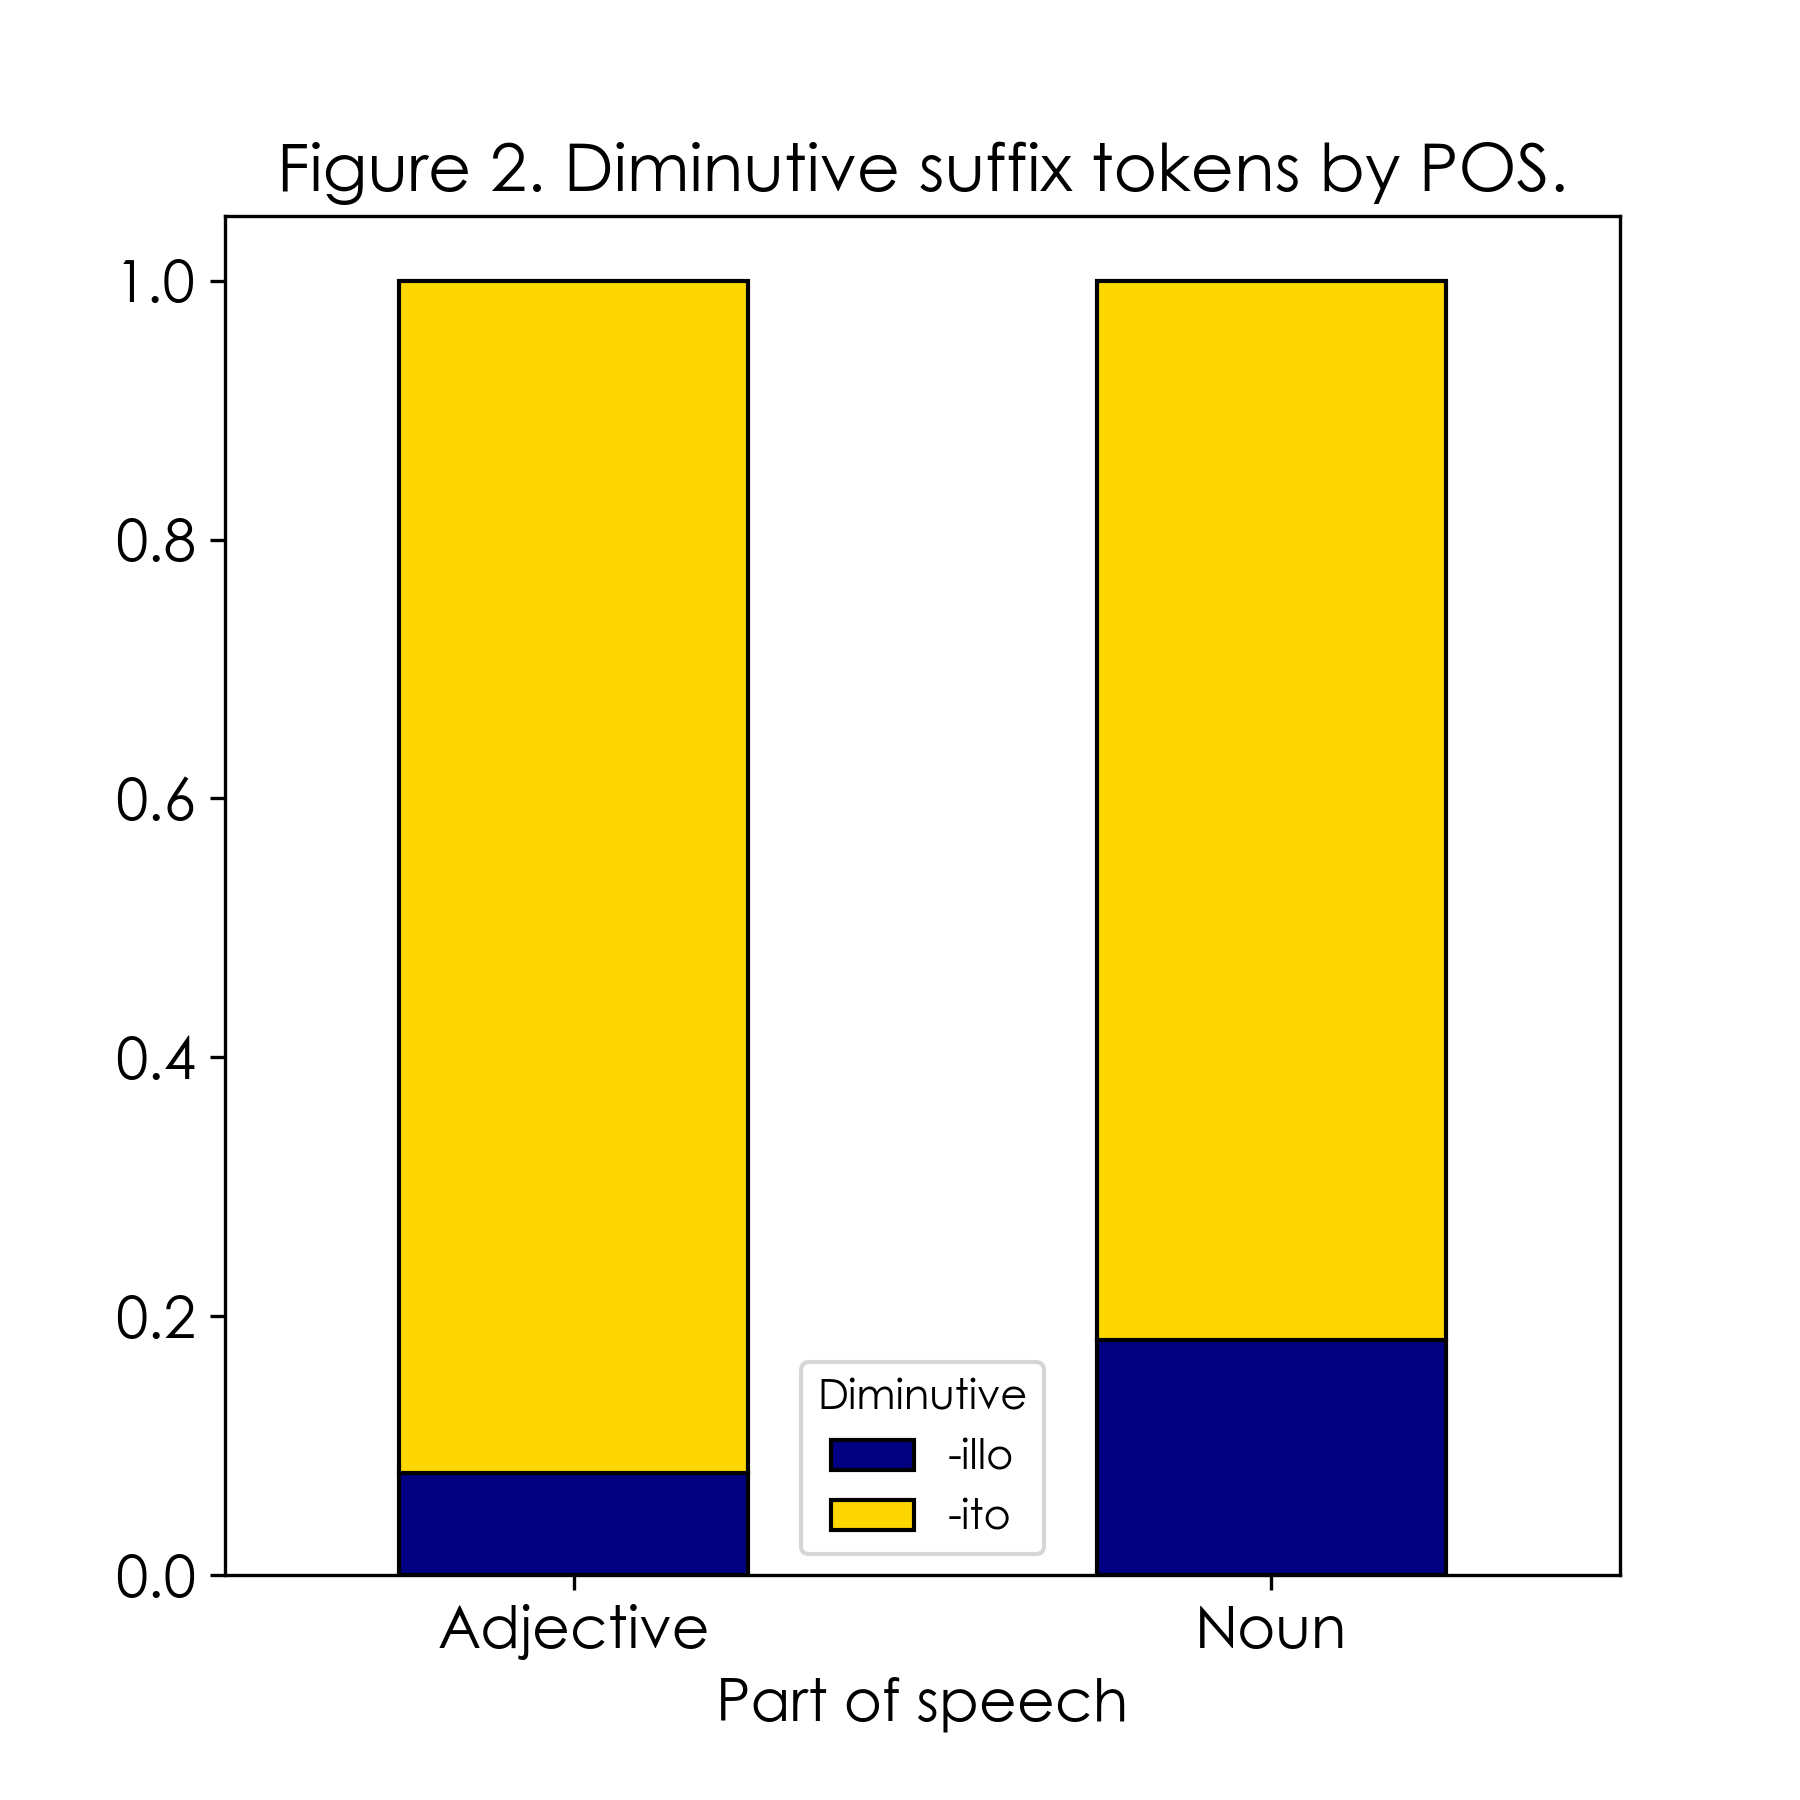 Figure 2. Diminutive suffix tokens by POS.
1.0
0.8
0.6
0.4
0.2
0.0
Diminutive
-illo
-ito
Adjective
Noun
Part of speech